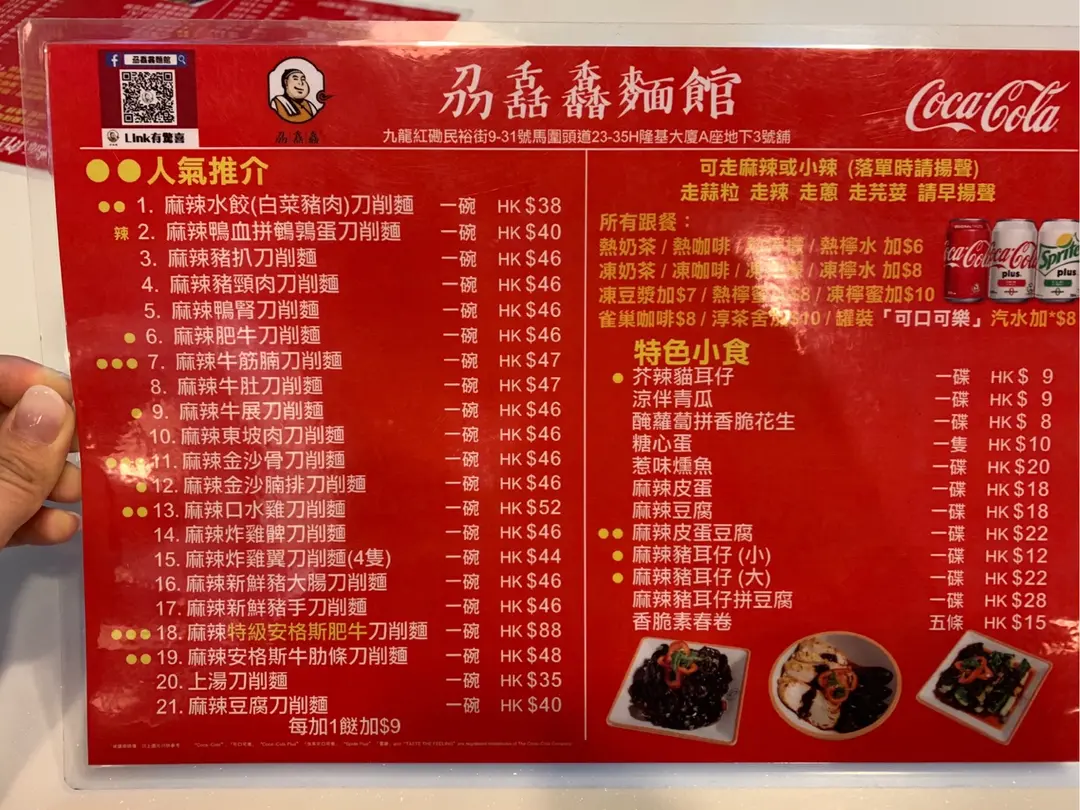 刕嚞馫麵館
Link有驚喜
刕嚞馫麵館
九龍紅磡民裕街9-31號馬圍頭道23-35H隆基大廈A座地下3號舖
Coca-Cola
人氣推介
1. 麻辣水餃(白菜豬肉)刀削麵 一碗 HK $38
辣 2. 麻辣鴨血拼鵪鶉蛋刀削麵 一碗 HK $40
3. 麻辣豬扒刀削麵 一碗 HK $46
4. 麻辣豬頸肉刀削麵 一碗 HK $46
5. 麻辣鴨腎刀削麵 一碗 HK $46
6. 麻辣肥牛刀削麵 一碗 HK $46
7. 麻辣牛筋腩刀削麵 一碗 HK $47
8. 麻辣牛肚刀削麵 一碗 HK $47
9. 麻辣牛展刀削麵 一碗 HK $46
10. 麻辣東坡肉刀削麵 一碗 HK $46
11. 麻辣金沙骨刀削麵 一碗 HK $46
12. 麻辣金沙腩排刀削麵 一碗 HK $46
13. 麻辣口水雞刀削麵 一碗 HK $52
14. 麻辣炸雞髀刀削麵 一碗 HK $46
15. 麻辣炸雞翼刀削麵(4隻) 一碗 HK $44
16. 麻辣新鮮豬大腸刀削麵 一碗 HK $46
17. 麻辣新鮮豬手刀削麵 一碗 HK $46
18. 麻辣特級安格斯肥牛刀削麵 一碗 HK $88
19. 麻辣安格斯牛肋條刀削麵 一碗 HK $48
20. 上湯刀削麵 一碗 HK $35
21. 麻辣豆腐刀削麵 一碗 HK $40
每加1餸加$9
可走麻辣或小辣 (落單時請揚聲)
走蒜粒 走辣 走蔥 走芫荽 請早揚聲
所有跟餐：
熱奶茶 / 熱咖啡 / 熱檸水 加$6
凍奶茶 / 凍咖啡 / 凍檸水 加$8
凍豆漿加$7 / 熱檸蜜 $8 / 凍檸蜜加$10
雀巢咖啡$8 / 淳茶舍加$10 / 罐裝「可口可樂」汽水加*$8
Coca-Cola
Coca-Cola plus
Sprite plus
特色小食
芥辣貓耳仔 一碟 HK $ 9
涼伴青瓜 一碟 HK $ 9
醃蘿蔔拼香脆花生 一碟 HK $ 8
糖心蛋 一隻 HK $10
惹味燻魚 一碟 HK $20
麻辣皮蛋 一碟 HK $18
麻辣豆腐 一碟 HK $18
麻辣皮蛋豆腐 一碟 HK $22
麻辣豬耳仔 (小) 一碟 HK $12
麻辣豬耳仔 (大) 一碟 HK $22
麻辣豬耳仔拼豆腐 一碟 HK $28
香脆素春卷 五條 HK $15